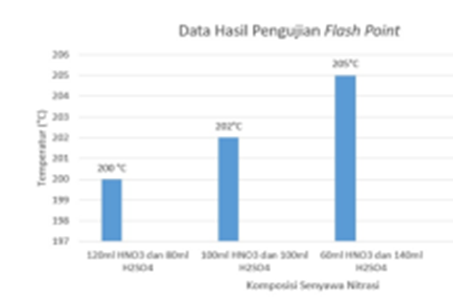 Data Hasil Pengujian Flash Point
206
205
204
203
202
201
200
199
198
197
Temperatur (°C)
200 °C
202°C
205°C
120ml HNO3 dan 80ml
H2SO4
100ml HNO3 dan 100ml
H2SO4
60ml HNO3 dan 140ml
H2SO4
Komposisi Senyawa Nitrasi